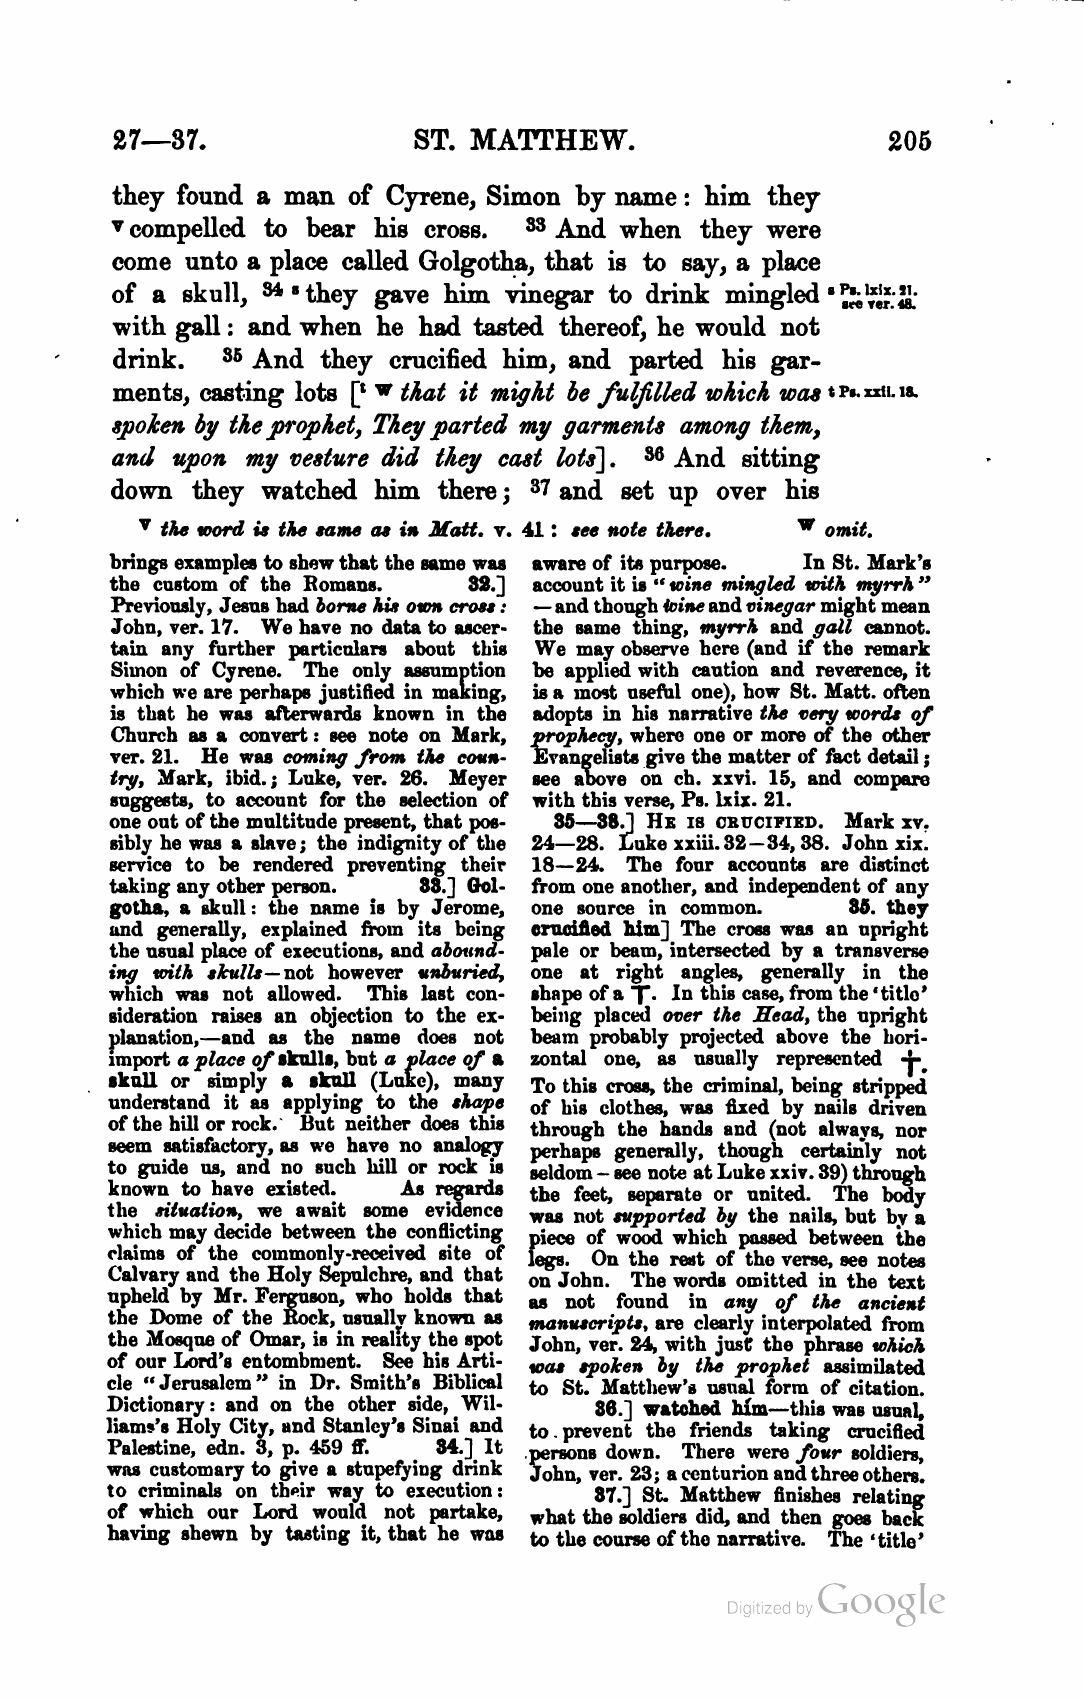 27—37. ST. MATTHEW. 205
they found a man of Cyrene, Simon by name : him they
v compelled to bear his cross. 33 And when they were
come unto a place called Golgotha, that is to say, a place
of a skull, 34 s they gave him vinegar to drink mingled
s Ps. lxix. 21.
see ver. 48.
with gall : and when he had tasted thereof, he would not
drink. 35 And they crucified him, and parted his gar-
ments, casting lots [t w that it might be fulfilled which was
t Ps. xxii. 18.
spoken by the prophet, They parted my garments among them,
and upon my vesture did they cast lots]. 36 And sitting
down they watched him there ; 37 and set up over his
v the word is the same as in Matt. v. 41 : see note there. w omit.
brings examples to shew that the same was
the custom of the Romans. 32.]
Previously, Jesus had borne his own cross :
John, ver. 17. We have no data to ascer-
tain any further particulars about this
Simon of Cyrene. The only assumption
which we are perhaps justified in making,
is that he was afterwards known in the
Church as a convert : see note on Mark,
ver. 21. He was coming from the coun-
try, Mark, ibid. ; Luke, ver. 26. Meyer
suggests, to account for the selection of
one out of the multitude present, that pos-
sibly he was a slave ; the indignity of the
service to be rendered preventing their
taking any other person. 33.] Gol-
gotha, a skull : the name is by Jerome,
and generally, explained from its being
the usual place of executions, and abound-
ing with skulls—not however unburied,
which was not allowed. This last con-
sideration raises an objection to the ex-
planation,—and as the name does not
import a place of skulls, but a place of a
skull or simply a skull (Luke), many
understand it as applying to the shape
of the hill or rock. But neither does this
seem satisfactory, as we have no analogy
to guide us, and no such hill or rock is
known to have existed. As regards
the situation, we await some evidence
which may decide between the conflicting
claims of the commonly-received site of
Calvary and the Holy Sepulchre, and that
upheld by Mr. Ferguson, who holds that
the Dome of the Rock, usually known as
the Mosque of Omar, is in reality the spot
of our Lord's entombment. See his Arti-
cle “Jerusalem” in Dr. Smith's Biblical
Dictionary : and on the other side, Wil-
liams's Holy City, and Stanley's Sinai and
Palestine, edn. 3, p. 459 ff. 34.] It
was customary to give a stupefying drink
to criminals on their way to execution :
of which our Lord would not partake,
having shewn by tasting it, that he was
aware of its purpose. In St. Mark's
account it is “wine mingled with myrrh”
—and though wine and vinegar might mean
the same thing, myrrh and gall cannot.
We may observe here (and if the remark
be applied with caution and reverence, it
is a most useful one), how St. Matt. often
adopts in his narrative the very words of
prophecy, where one or more of the other
Evangelists give the matter of fact detail ;
see above on ch. xxvi. 15, and compare
with this verse, Ps. lxix. 21.
35—38.] HE IS CRUCIFIED. Mark xv.
24—28. Luke xxiii. 32—34, 38. John xix.
18—24. The four accounts are distinct
from one another, and independent of any
one source in common. 35. they
crucified him] The cross was an upright
pale or beam, intersected by a transverse
one at right angles, generally in the
shape of a T. In this case, from the ‘title’
being placed over the Head, the upright
beam probably projected above the hori-
zontal one, as usually represented †.
To this cross, the criminal, being stripped
of his clothes, was fixed by nails driven
through the hands and (not always, nor
perhaps generally, though certainly not
seldom – see note at Luke xxiv. 39) through
the feet, separate or united. The body
was not supported by the nails, but by a
piece of wood which passed between the
legs. On the rest of the verse, see notes
on John. The words omitted in the text
as not found in any of the ancient
manuscripts, are clearly interpolated from
John, ver. 24, with just the phrase which
was spoken by the prophet assimilated
to St. Matthew's usual form of citation.
36.] watched him—this was usual,
to prevent the friends taking crucified
persons down. There were four soldiers,
John, ver. 23; a centurion and three others.
37.] St. Matthew finishes relating
what the soldiers did, and then goes back
to the course of the narrative. The ‘title’
Digitized by Google